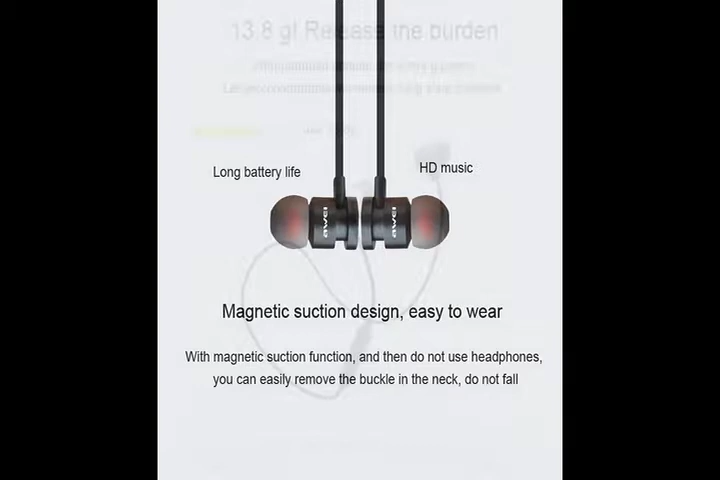 13.8 g! Release the burden
Long battery life
HD music
awei
awei
Magnetic suction design, easy to wear
With magnetic suction function, and then do not use headphones,
you can easily remove the buckle in the neck, do not fall